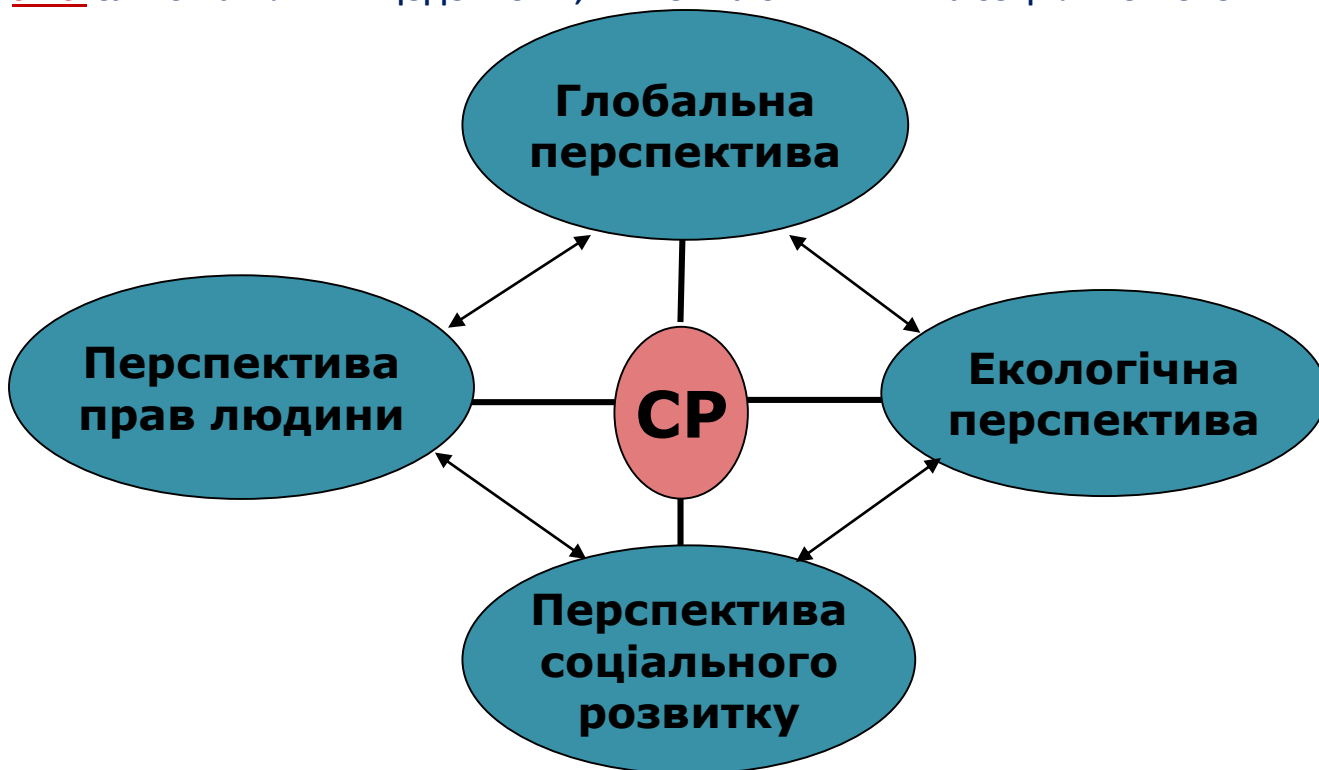 Глобальна
перспектива
Перспектива
прав людини
СР
Екологічна
перспектива
Перспектива
соціального
розвитку